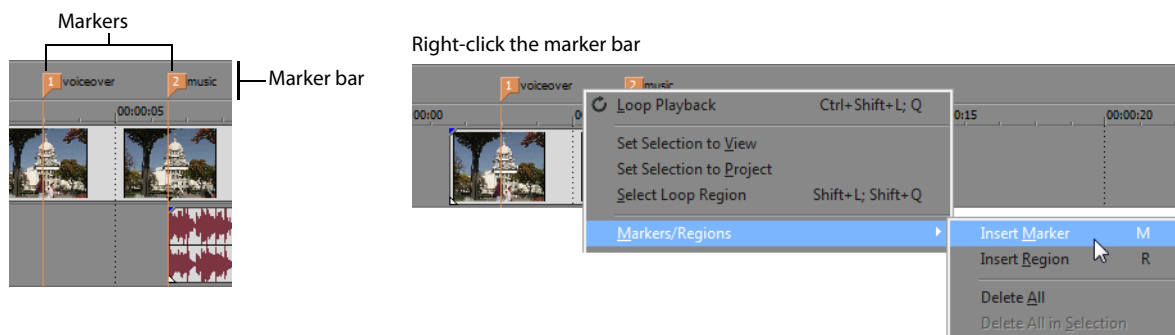 Markers
1 voiceover 2 music
Marker bar
00:00:05
Right-click the marker bar
1 voiceover 2 music
00:00
0:15
00:00:20
Loop Playback Ctrl+Shift+L; Q
Set Selection to View
Set Selection to Project
Select Loop Region Shift+L; Shift+Q
Markers/Regions
Insert Marker M
Insert Region R
Delete All
Delete All in Selection